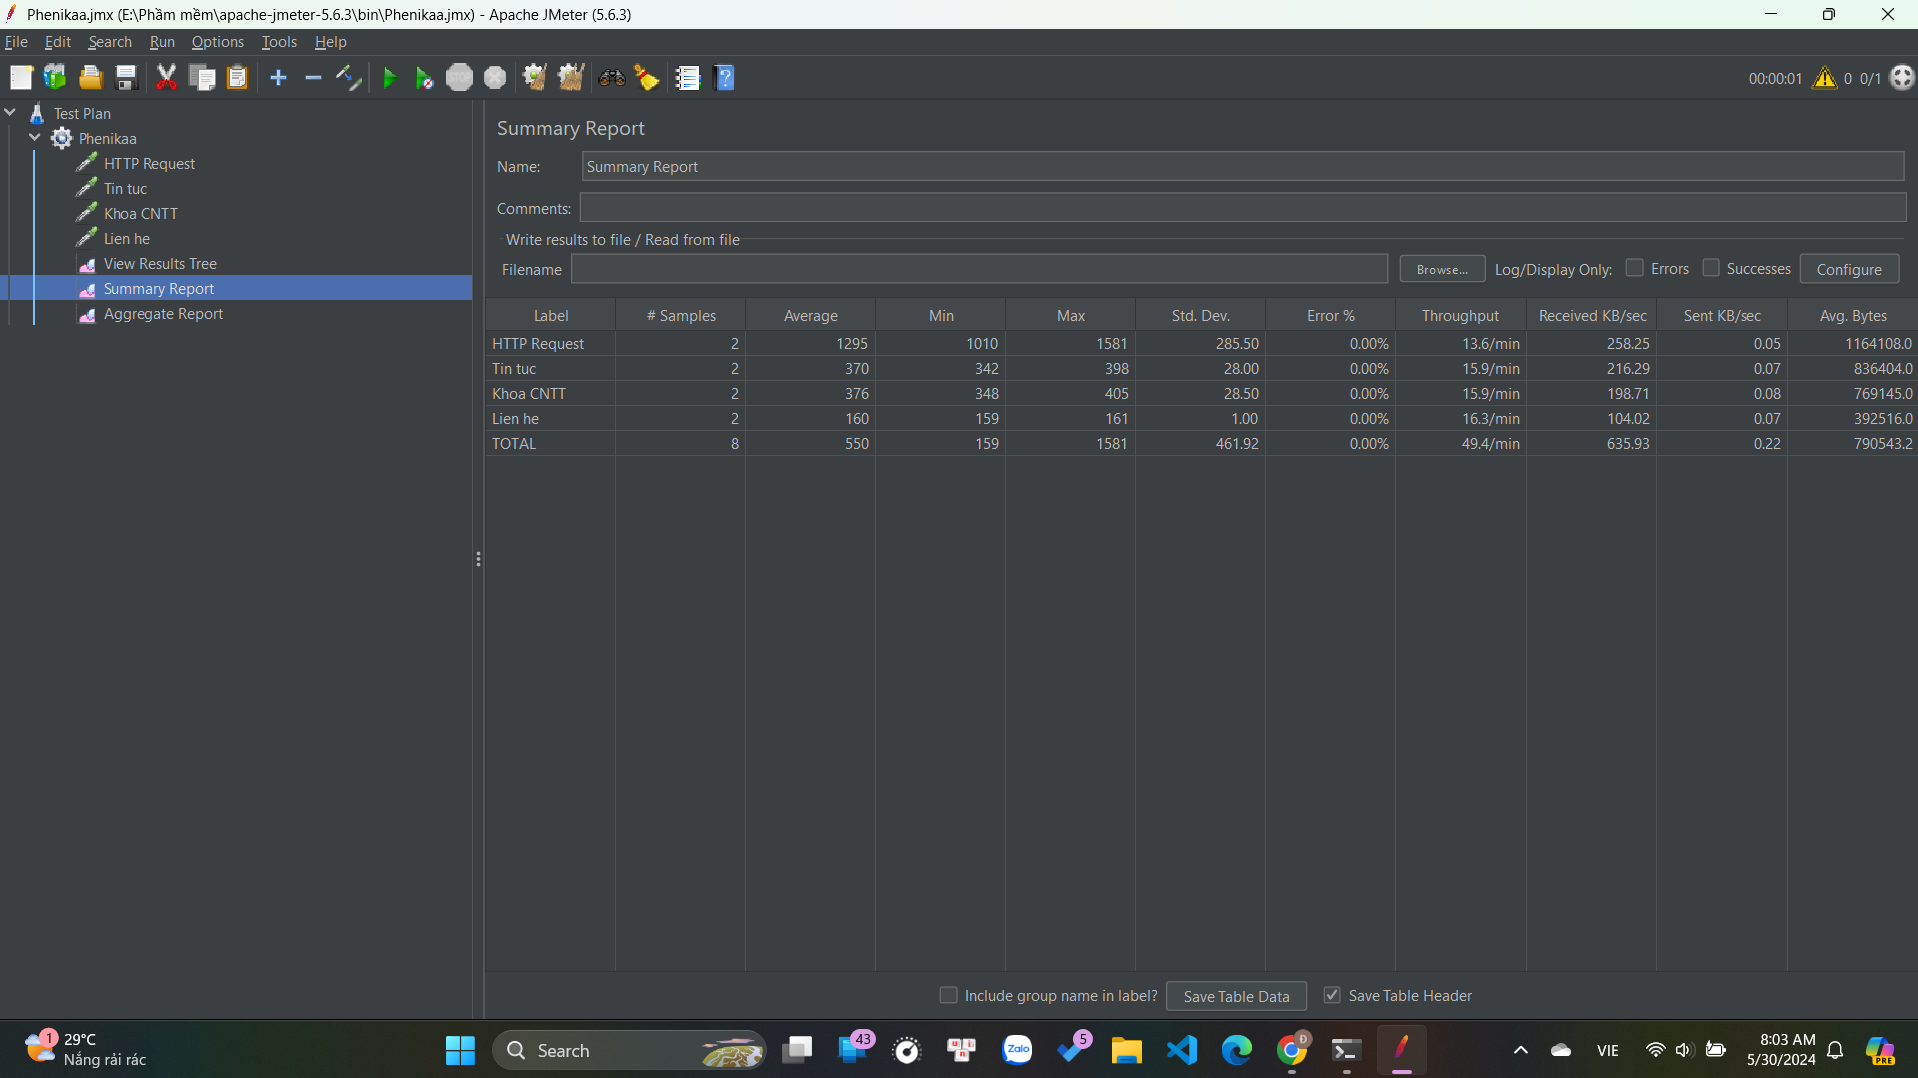 Phenikaa.jmx (E:\Phầm mềm\apache-jmeter-5.6.3\bin\Phenikaa.jmx) - Apache JMeter (5.6.3)
File Edit Search Run Options Tools Help
STOP
00:00:01 0 0/1
Test Plan
Phenikaa
HTTP Request
Tin tuc
Khoa CNTT
Lien he
View Results Tree
Summary Report
Aggregate Report
Summary Report
Name: Summary Report
Comments:
Write results to file / Read from file
Filename Browse... Log/Display Only: Errors Successes Configure
Label # Samples Average Min Max Std. Dev. Error % Throughput Received KB/sec Sent KB/sec Avg. Bytes
HTTP Request 2 1295 1010 1581 285.50 0.00% 13.6/min 258.25 0.05 1164108.0
Tin tuc 2 370 342 398 28.00 0.00% 15.9/min 216.29 0.07 836404.0
Khoa CNTT 2 376 348 405 28.50 0.00% 15.9/min 198.71 0.08 769145.0
Lien he 2 160 159 161 1.00 0.00% 16.3/min 104.02 0.07 392516.0
TOTAL 8 550 159 1581 461.92 0.00% 49.4/min 635.93 0.22 790543.2
Include group name in label? Save Table Data Save Table Header
1 29°C
Nắng rải rác
Search
43
u n i n
Zalo
5
Đ
VIE
8:03 AM
5/30/2024
PRE